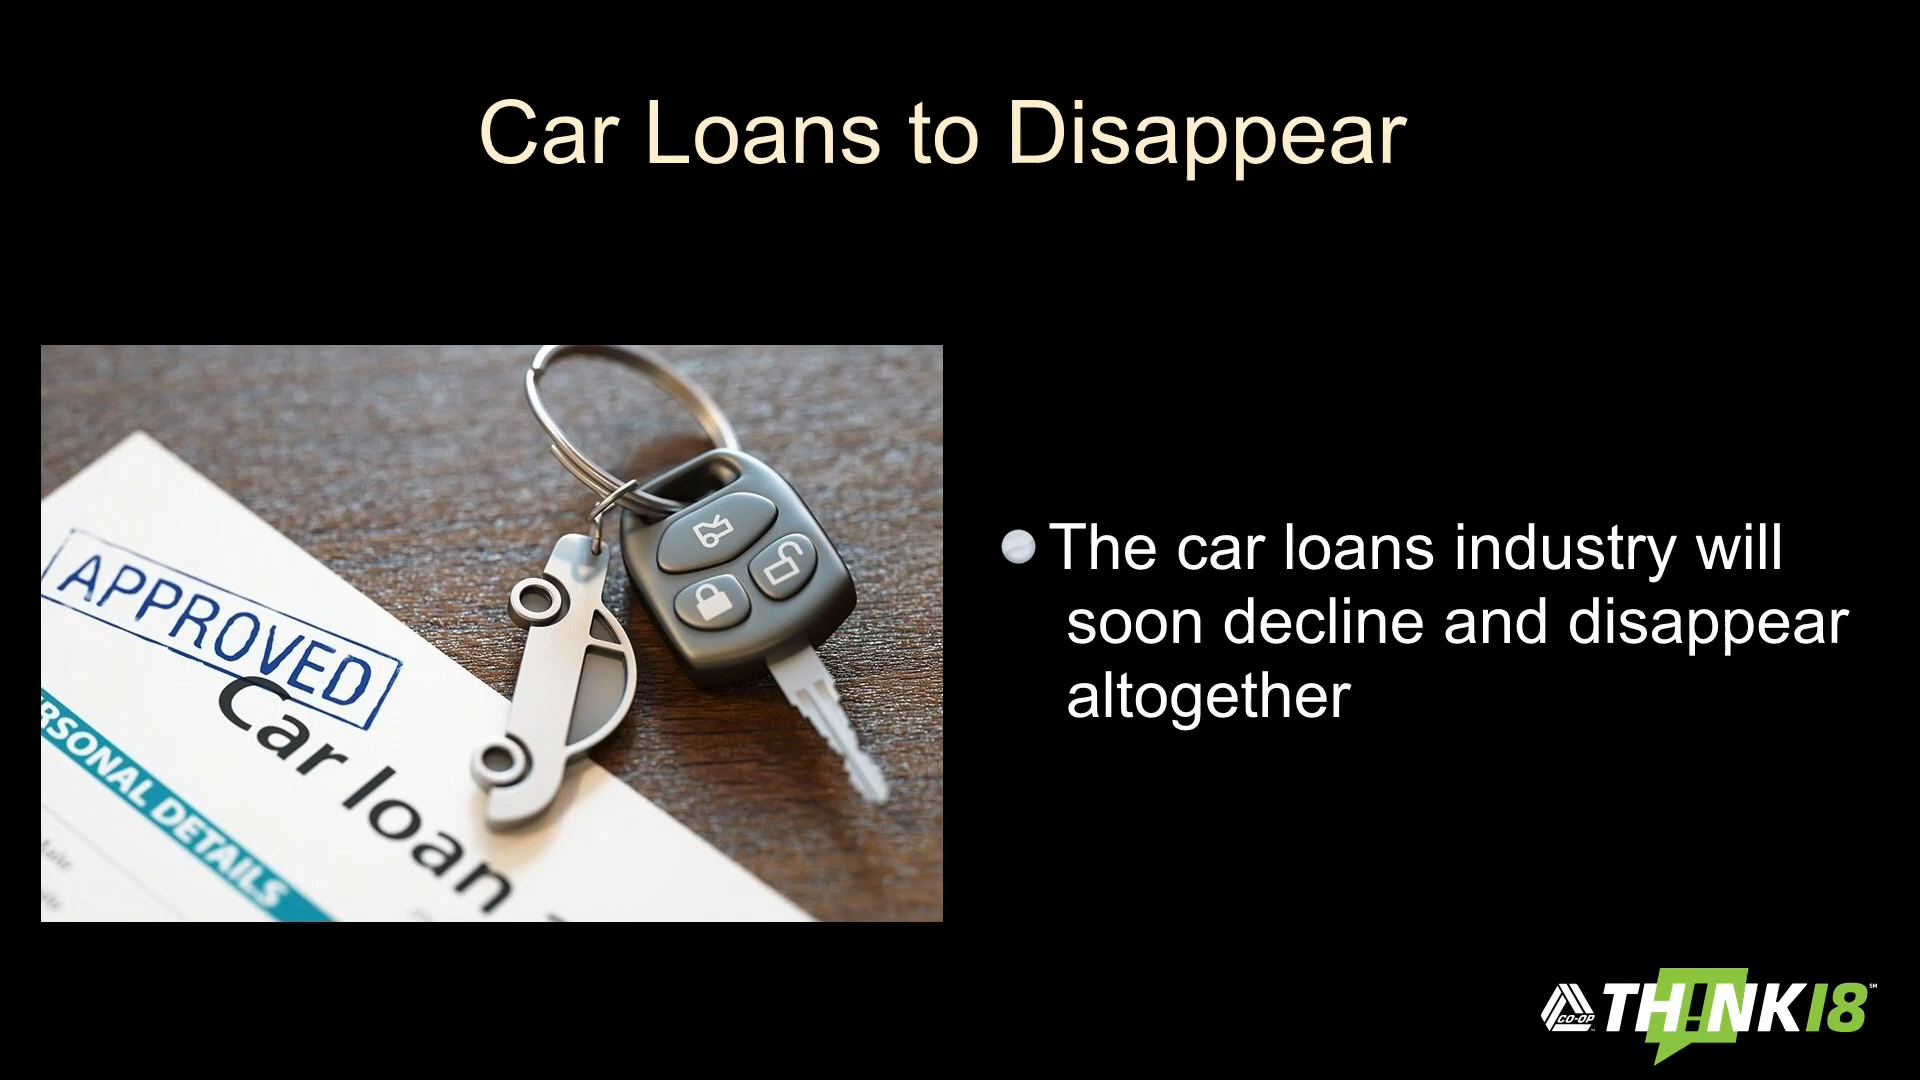 Car Loans to Disappear
APPROVED
Car loan
RSONAL DETAILS
The car loans industry will
soon decline and disappear
altogether
CO-OP TH!NK18 SM